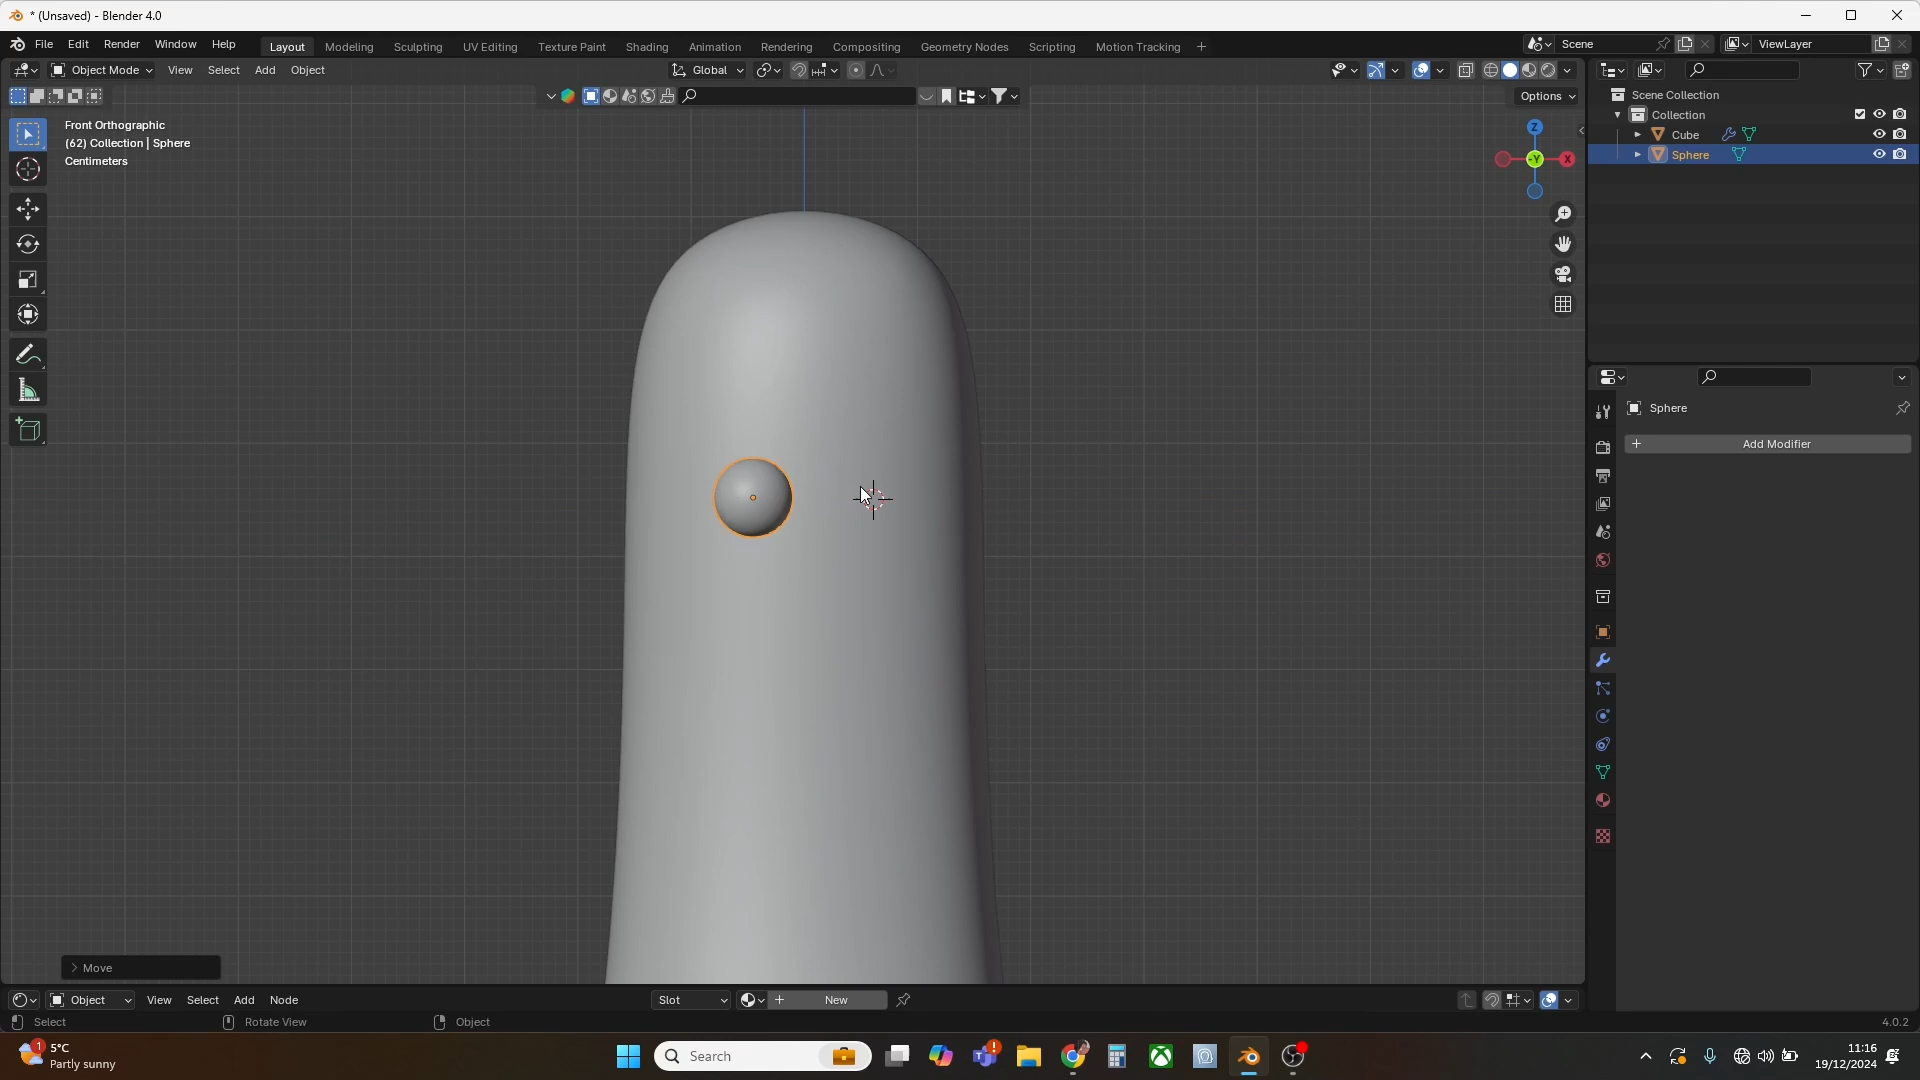 * (Unsaved) - Blender 4.0
File Edit Render Window Help Layout Modeling Sculpting UV Editing Texture Paint Shading Animation Rendering Compositing Geometry Nodes Scripting Motion Tracking + Scene ViewLayer
Object Mode View Select Add Object Global
Options
Front Orthographic
(62) Collection | Sphere
Centimeters
Z
-Y X
Scene Collection
Collection
Cube
Sphere
Sphere
+ Add Modifier
> Move
Object View Select Add Node Slot + New
Select Rotate View Object 4.0.2
1 5°C
Partly sunny
Search
11:16
19/12/2024